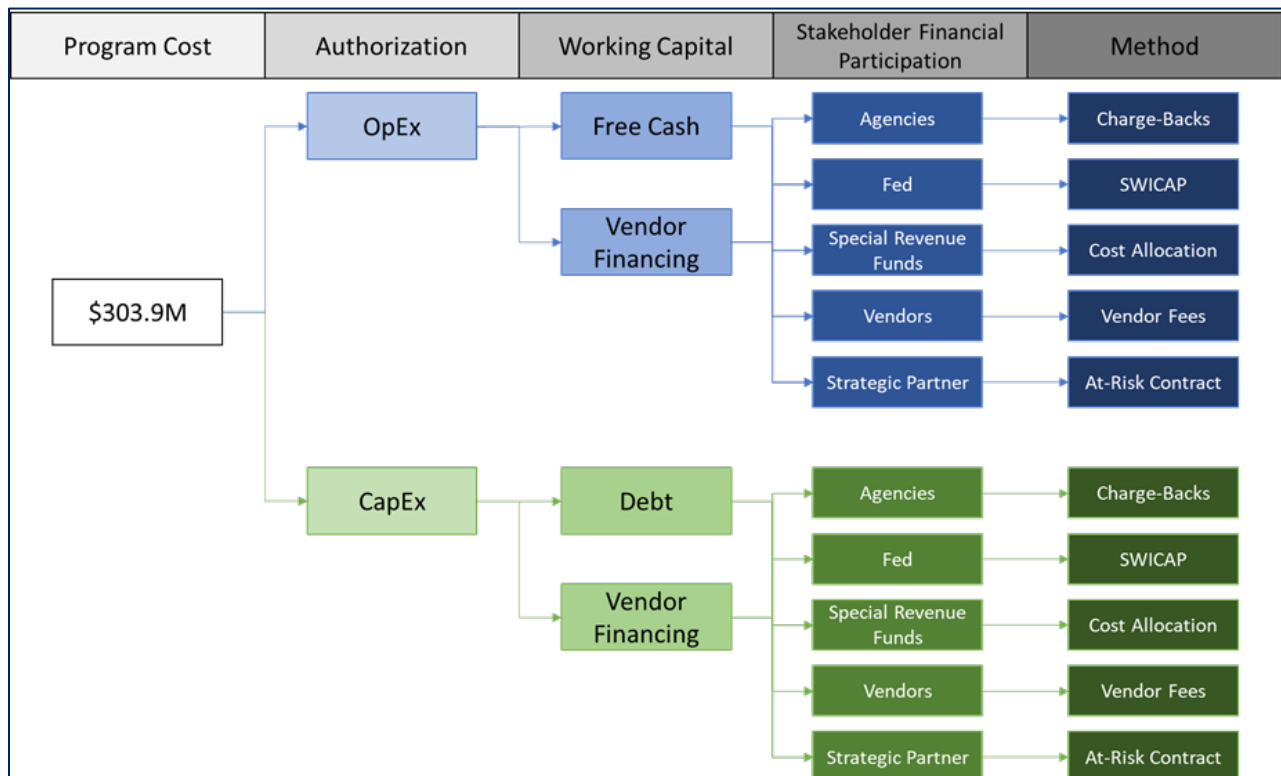 Program Cost
Authorization
Working Capital
Stakeholder Financial
Participation
Method
OpEx
Free Cash
Agencies
Charge-Backs
Fed
SWICAP
Vendor
Financing
Special Revenue
Funds
Cost Allocation
$303.9M
Vendors
Vendor Fees
Strategic Partner
At-Risk Contract
CapEx
Debt
Agencies
Charge-Backs
Fed
SWICAP
Vendor
Financing
Special Revenue
Funds
Cost Allocation
Vendors
Vendor Fees
Strategic Partner
At-Risk Contract